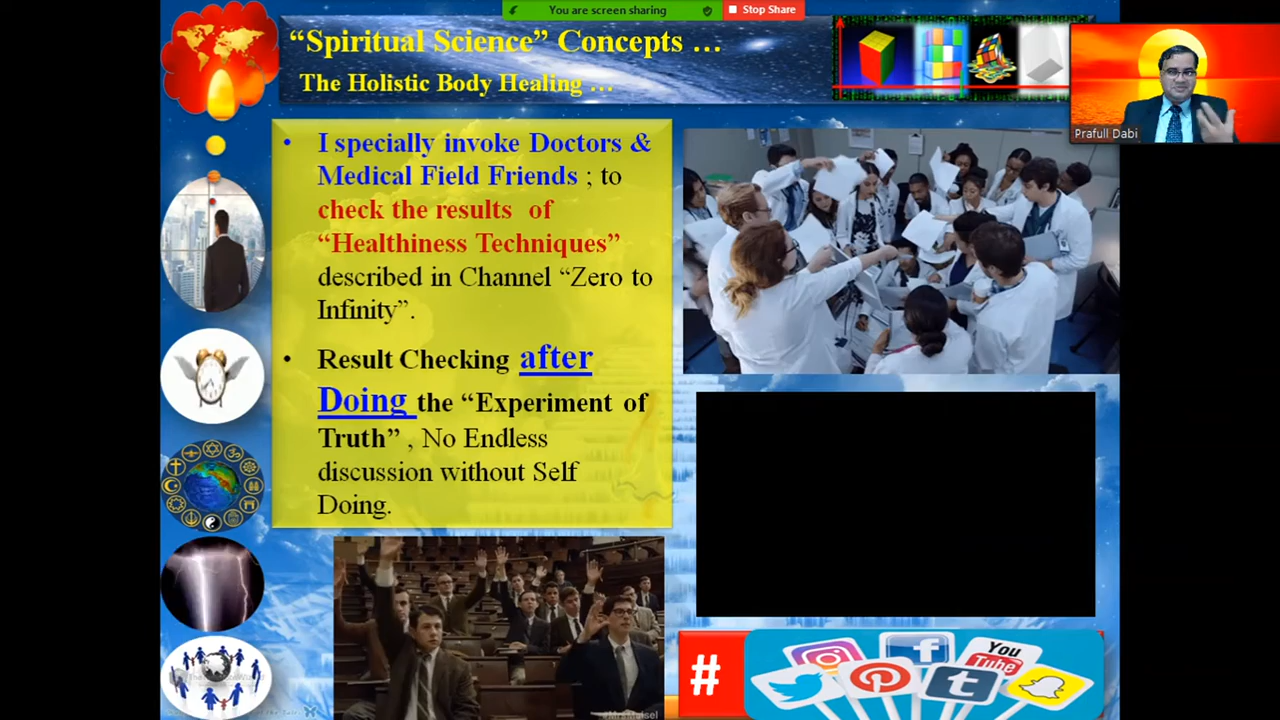 You are screen sharing
Stop Share
“Spiritual Science” Concepts …
The Holistic Body Healing …
Prafull Dabi
• I specially invoke Doctors &
Medical Field Friends ; to
check the results of
“Healthiness Techniques”
described in Channel “Zero to
Infinity”.
• Result Checking after
Doing the “Experiment of
Truth” , No Endless
discussion without Self
Doing.
#
You
Tube